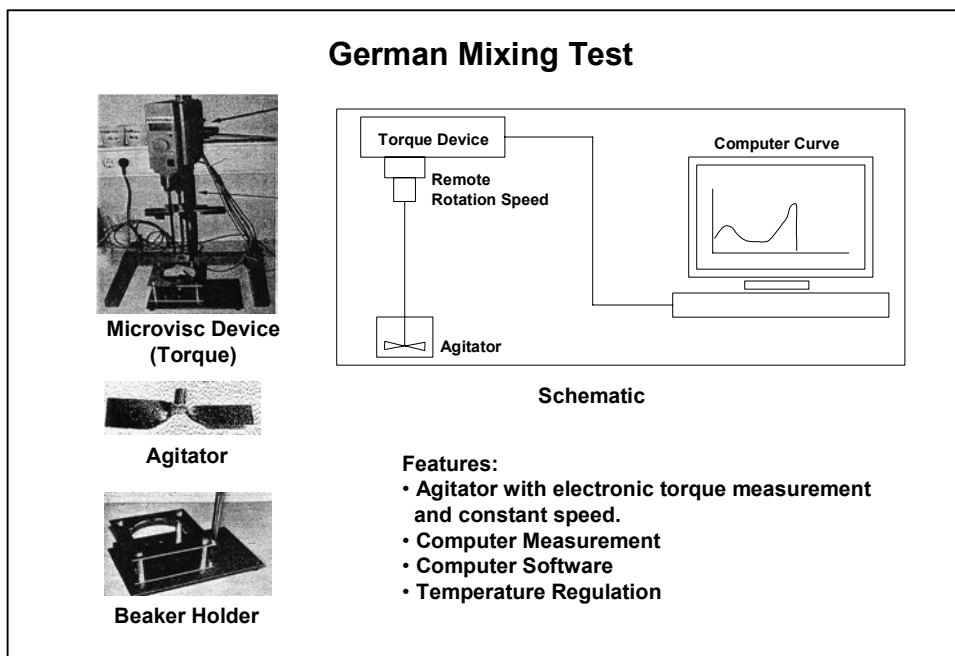 German Mixing Test
Microvisc Device
(Torque)
Agitator
Beaker Holder
Torque Device
Remote
Rotation Speed
Agitator
Computer Curve
Schematic
Features:
• Agitator with electronic torque measurement
and constant speed.
• Computer Measurement
• Computer Software
• Temperature Regulation